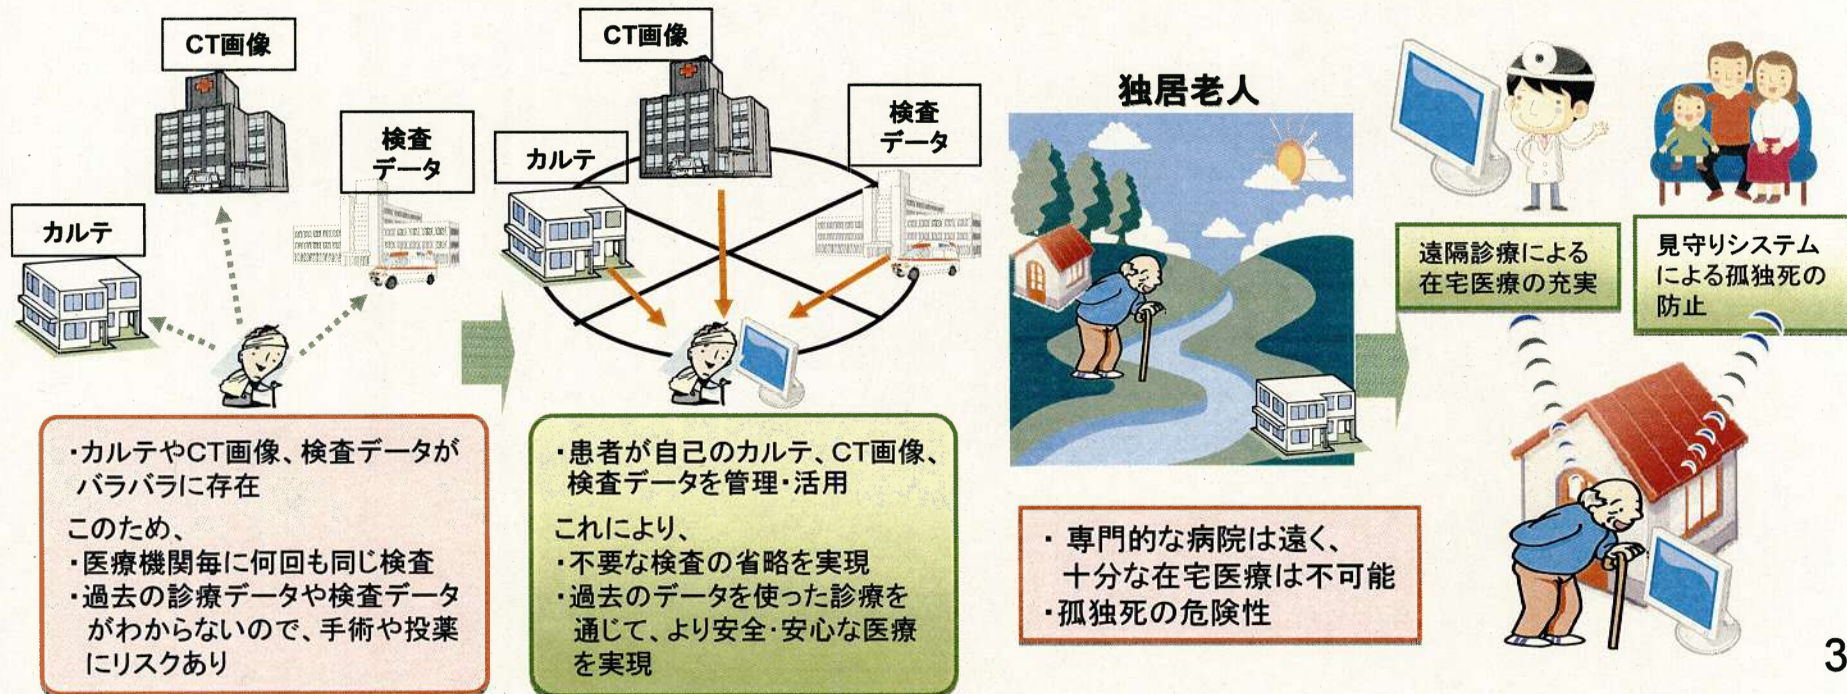 CT画像
検査
データ
カルテ
・カルテやCT画像、検査データが
バラバラに存在
このため、
・医療機関毎に何回も同じ検査
・過去の診療データや検査データ
がわからないので、手術や投薬
にリスクあり
CT画像
検査
データ
カルテ
・患者が自己のカルテ、CT画像、
検査データを管理・活用
これにより、
・不要な検査の省略を実現
・過去のデータを使った診療を
通じて、より安全・安心な医療
を実現
独居老人
・ 専門的な病院は遠く、
十分な在宅医療は不可能
・孤独死の危険性
遠隔診療による
在宅医療の充実
見守りシステム
による孤独死の
防止
3